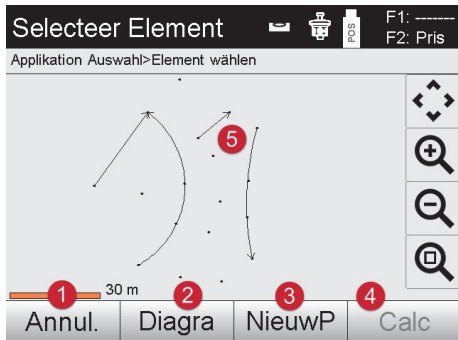 Selecteer Element
POS
F1: -------
F2: Pris
Applikation Auswahl>Element wählen
5
30 m
1
2
3
4
Annul.
Diagra
NieuwP
Calc